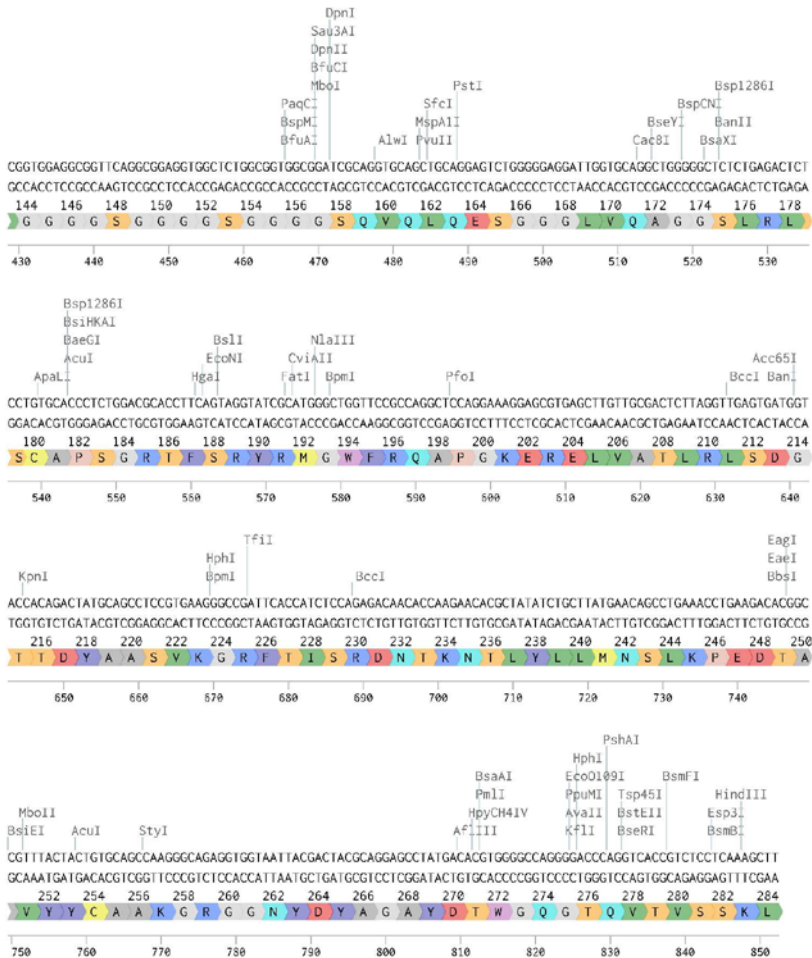 DpnI
Sau3AI
DpnII
BfuCI
MboI PstI Bsp1286I
PaqCI SfcI BspCNI
BspMI MspA1I BseYI BanII
BfuAI AlwI PvuII Cac8I BsaXI
CGGTGGAGGCGGTTCAGGCGGAGGTGGCTCTGGCGGTGGCGGATCGCAGGTGCAGCTGCAGGAGTCTGGGGGAGGATTGGTGCAGGCTGGGGGCTCTCTGAGACTCT
GCCACCTCCGCCAAGTCCGCCTCCACCGAGACCGCCACCGCCTAGCGTCCACGTCGACGTCCTCAGACCCCCTCCTAACCACGTCCGACCCCCGAGAGACTCTGAGA
144 146 148 150 152 154 156 158 160 162 164 166 168 170 172 174 176 178
G G G G S G G G G S G G G G S Q V Q L Q E S G G G L V Q A G G S L R L
430 440 450 460 470 480 490 500 510 520 530
Bsp1286I
BsiHKAI
BaeGI BslI NlaIII
AcuI EcoNI CviAII Acc65I
ApaLI HgaI FatI BpmI PfoI BccI BanI
CCTGTGCACCCTCTGGACGCACCTTCAGTAGGTATCGCATGGGCTGGTTCCGCCAGGCTCCAGGAAAGGAGCGTGAGCTTGTTGCGACTCTTAGGTTGAGTGATGGT
GGACACGTGGGAGACCTGCGTGGAAGTCATCCATAGCGTACCCGACCAAGGCGGTCCGAGGTCCTTTCCTCGCACTCGAACAACGCTGAGAATCCAACTCACTACCA
180 182 184 186 188 190 192 194 196 198 200 202 204 206 208 210 212 214
S C A P S G R T F S R Y R M G W F R Q A P G K E R E L V A T L R L S D G
540 550 560 570 580 590 600 610 620 630 640
TfiI EagI
HphI EaeI
KpnI BpmI BccI BbsI
ACCACAGACTATGCAGCCTCCGTGAAGGGCCGATTCACCATCTCCAGAGACAACACCAAGAACACGCTATATCTGCTTATGAACAGCCTGAAACCTGAAGACACGGC
TGGTGTCTGATACGTCGGAGGCACTTCCCGGCTAAGTGGTAGAGGTCTCTGTTGTGGTTCTTGTGCGATATAGACGAATACTTGTCGGACTTTGGACTTCTGTGCCG
216 218 220 222 224 226 228 230 232 234 236 238 240 242 244 246 248 250
T T D Y A A S V K G R F T I S R D N T K N T L Y L L M N S L K P E D T A
650 660 670 680 690 700 710 720 730 740
PshAI
HphI
BsaAI EcoO109I BsmFI
MboII PmlI PpuMI Tsp45I HindIII
HpyCH4IV AvaII BstEII Esp3I
BsiEI AcuI StyI AflIII KflI BseRI BsmBI
CGTTTACTACTGTGCAGCCAAGGGCAGAGGTGGTAATTACGACTACGCAGGAGCCTATGACACGTGGGGCCAGGGGACCCAGGTCACCGTCTCCTCAAAGCTT
GCAAATGATGACACGTCGGTTCCCGTCTCCACCATTAATGCTGATGCGTCCTCGGATACTGTGCACCCCGGTCCCCTGGGTCCAGTGGCAGAGGAGTTTCGAA
252 254 256 258 260 262 264 266 268 270 272 274 276 278 280 282 284
V Y Y C A A K G R G G N Y D Y A G A Y D T W G Q G T Q V T V S S K L
750 760 770 780 790 800 810 820 830 840 850